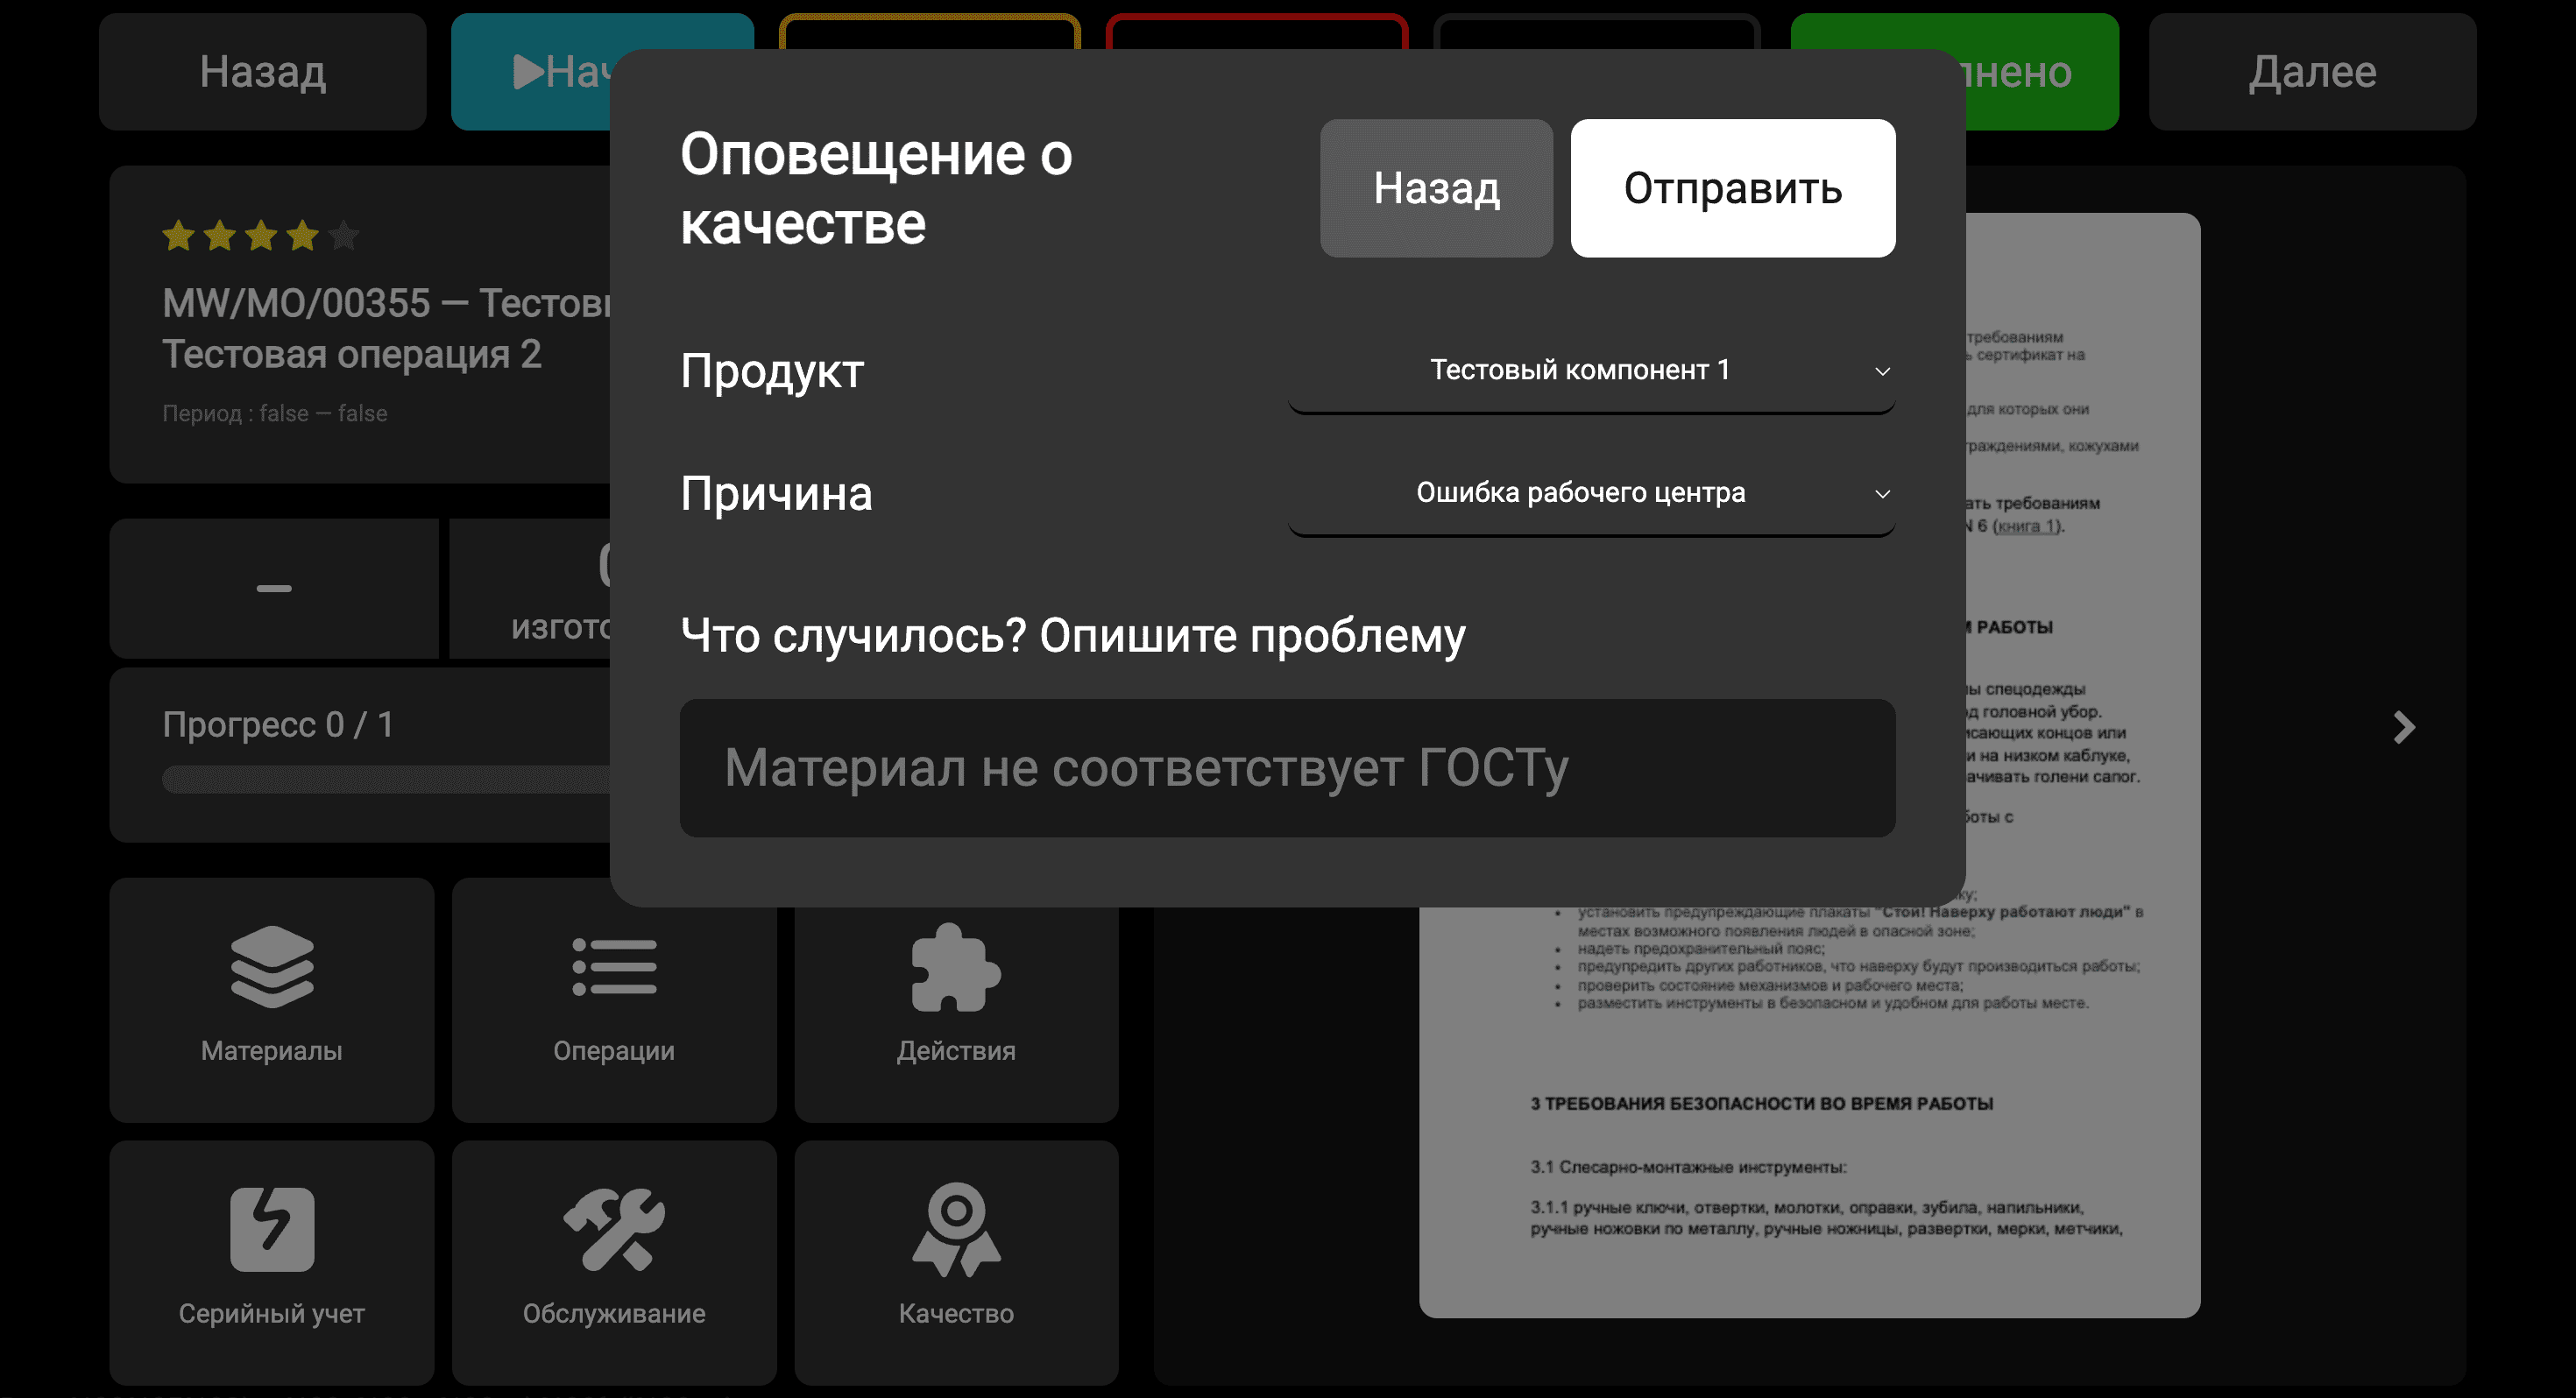 Назад
Нач
лнено
Далее
Оповещение о
качестве
Назад
Отправить
MW/MO/00355 — Тестовы
Тестовая операция 2
Период : false — false
Продукт
Тестовый компонент 1
Причина
Ошибка рабочего центра
Что случилось? Опишите проблему
Материал не соответствует ГОСТу
—
изгото
Прогресс 0 / 1
Материалы
Операции
Действия
Серийный учет
Обслуживание
Качество
требованиям
сертификат на
для которых они
граждениями, кожухами
ать требованиям
N 6 (книга 1).
РАБОТЫ
спецодежды
головной убор.
исающих концов или
и на низком каблуке,
ачивать голени сапог.
боты с
ку;
• установить предупреждающие плакаты "Стой! Наверху работают люди" в
местах возможного появления людей в опасной зоне;
• надеть предохранительный пояс;
• предупредить других работников, что наверху будут производиться работы;
• проверить состояние механизмов и рабочего места;
• разместить инструменты в безопасном и удобном для работы месте.
3 ТРЕБОВАНИЯ БЕЗОПАСНОСТИ ВО ВРЕМЯ РАБОТЫ
3.1 Слесарно-монтажные инструменты:
3.1.1 ручные ключи, отвертки, молотки, оправки, зубила, напильники,
ручные ножовки по металлу, ручные ножницы, развертки, мерки, метчики,